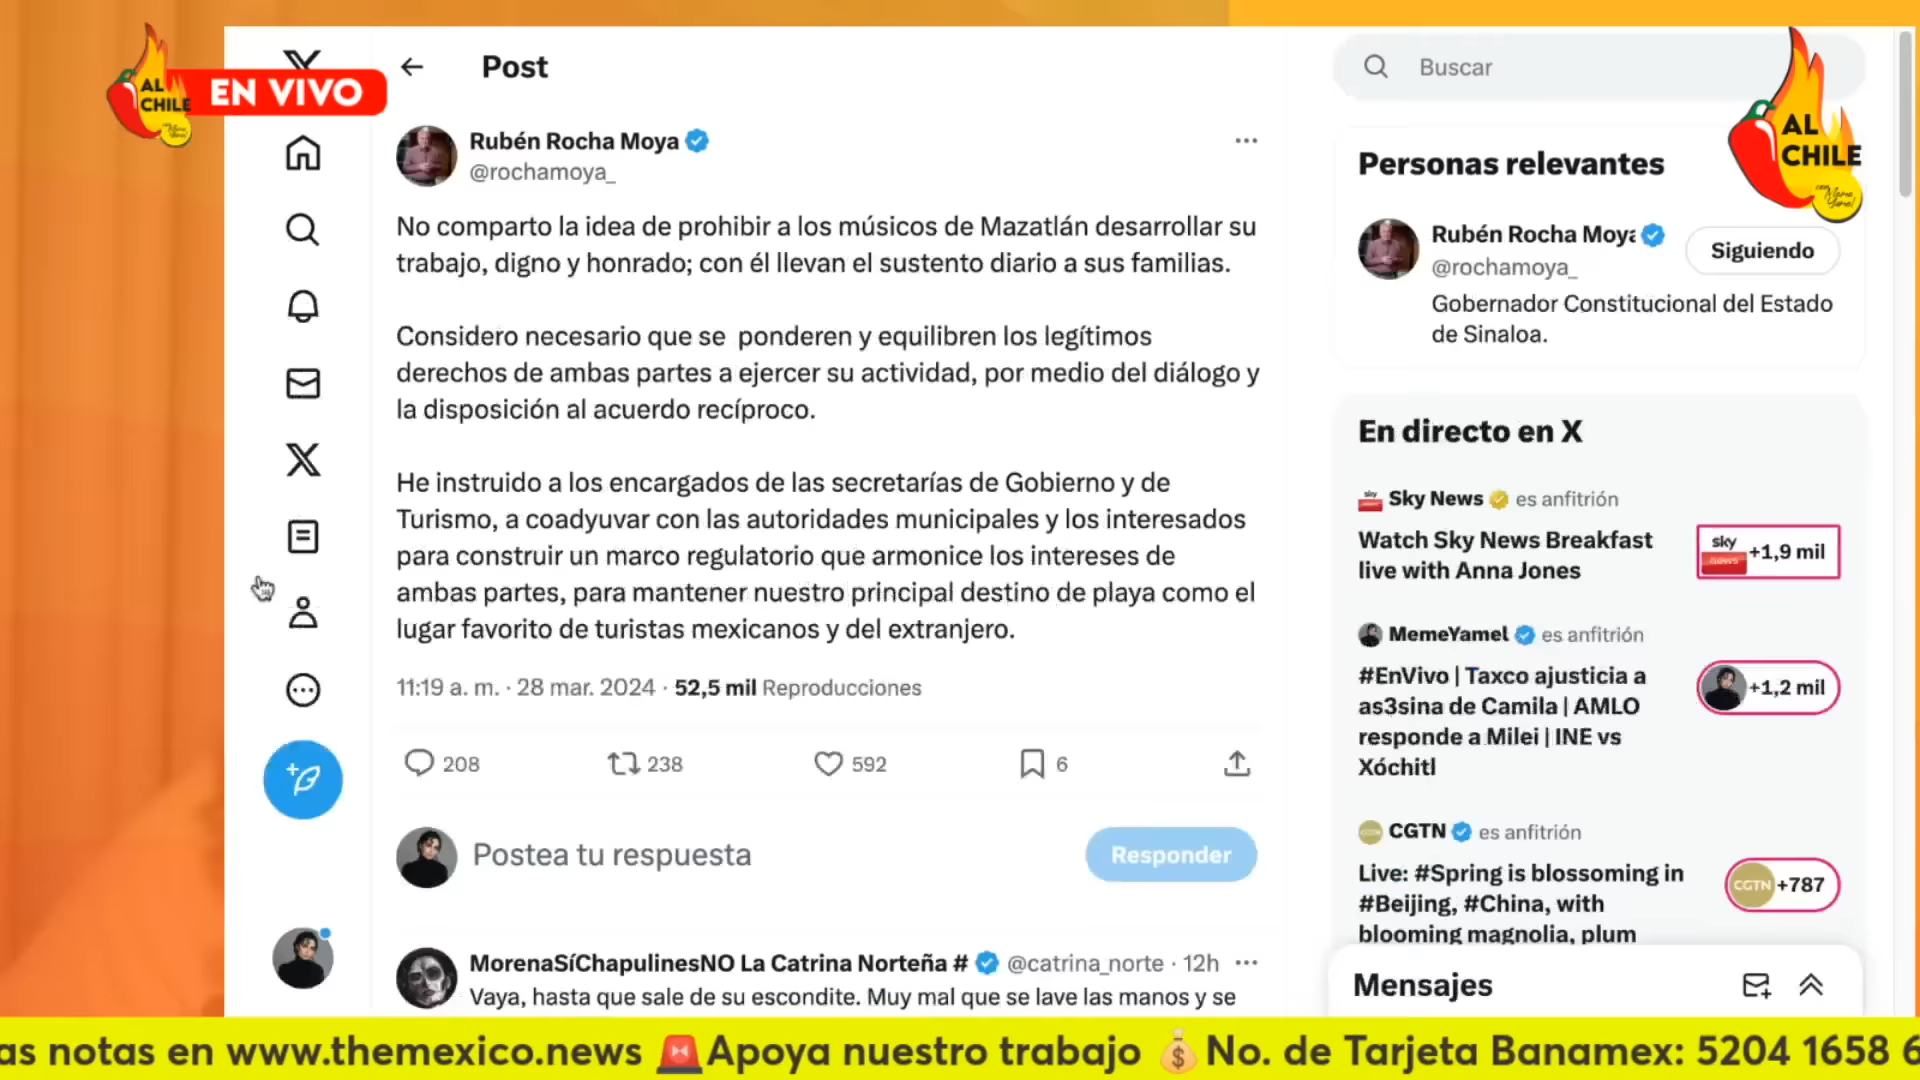 AL
CHILE
EN VIVO
Post
Rubén Rocha Moya
@rochamoya_
No comparto la idea de prohibir a los músicos de Mazatlán desarrollar su
trabajo, digno y honrado; con él llevan el sustento diario a sus familias.
Considero necesario que se ponderen y equilibren los legítimos
derechos de ambas partes a ejercer su actividad, por medio del diálogo y
la disposición al acuerdo recíproco.
He instruido a los encargados de las secretarías de Gobierno y de
Turismo, a coadyuvar con las autoridades municipales y los interesados
para construir un marco regulatorio que armonice los intereses de
ambas partes, para mantener nuestro principal destino de playa como el
lugar favorito de turistas mexicanos y del extranjero.
11:19 a. m. · 28 mar. 2024 · 52,5 mil Reproducciones
208 238 592 6
Postea tu respuesta
Responder
MorenaSíChapulinesNO La Catrina Norteña # @catrina_norte · 12h
Vaya, hasta que sale de su escondite. Muy mal que se lave las manos y se
Buscar
AL
CHILE
Personas relevantes
Rubén Rocha Moya
@rochamoya_
Siguiendo
Gobernador Constitucional del Estado
de Sinaloa.
En directo en X
Sky News es anfitrión
Watch Sky News Breakfast
live with Anna Jones
sky
news
+1,9 mil
MemeYamel es anfitrión
#EnVivo | Taxco ajusticia a
as3sina de Camila | AMLO
responde a Milei | INE vs
Xóchitl
+1,2 mil
CGTN es anfitrión
Live: #Spring is blossoming in
#Beijing, #China, with
blooming magnolia, plum
CGTN +787
Mensajes
as notas en www.themexico.news Apoya nuestro trabajo No. de Tarjeta Banamex: 5204 1658 6